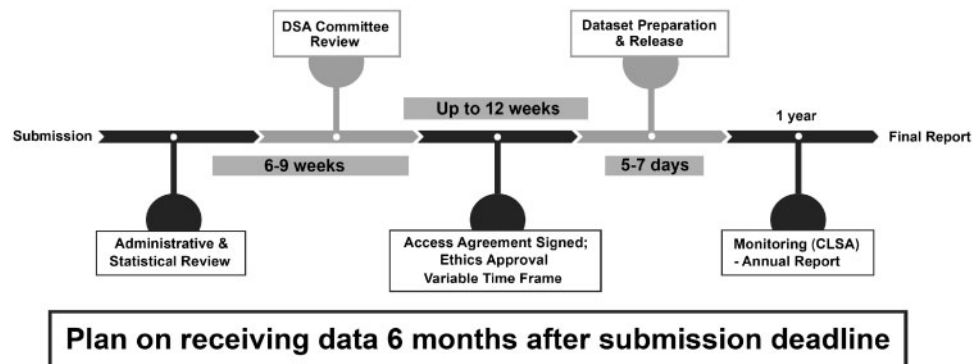 DSA Committee
Review
Dataset Preparation
& Release
Up to 12 weeks
1 year
Submission
Final Report
6-9 weeks
5-7 days
Administrative &
Statistical Review
Access Agreement Signed;
Ethics Approval
Variable Time Frame
Monitoring (CLSA)
- Annual Report
Plan on receiving data 6 months after submission deadline